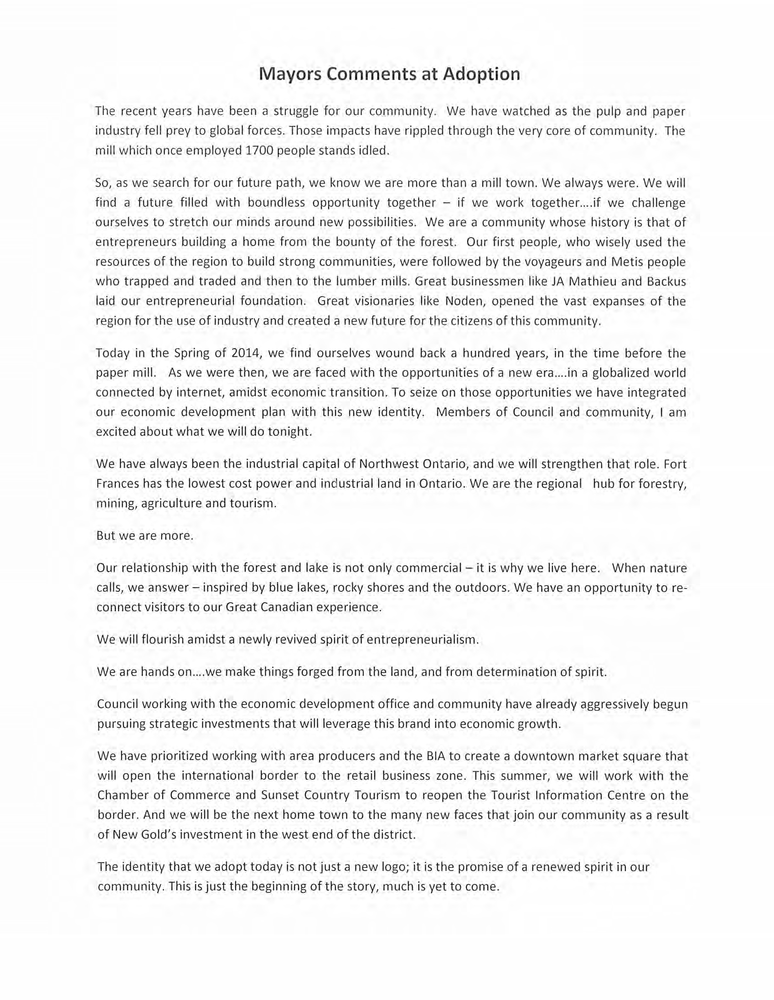 Mayors Comments at Adoption
The recent years have been a struggle for our community. We have watched as the pulp and paper
industry fell prey to global forces. Those impacts have rippled through the very core of community. The
mill which once employed 1700 people stands idled.
So, as we search for our future path, we know we are more than a mill town. We always were. We will
find a future filled with boundless opportunity together – if we work together....if we challenge
ourselves to stretch our minds around new possibilities. We are a community whose history is that of
entrepreneurs building a home from the bounty of the forest. Our first people, who wisely used the
resources of the region to build strong communities, were followed by the voyageurs and Metis people
who trapped and traded and then to the lumber mills. Great businessmen like JA Mathieu and Backus
laid our entrepreneurial foundation. Great visionaries like Noden, opened the vast expanses of the
region for the use of industry and created a new future for the citizens of this community.
Today in the Spring of 2014, we find ourselves wound back a hundred years, in the time before the
paper mill. As we were then, we are faced with the opportunities of a new era....in a globalized world
connected by internet, amidst economic transition. To seize on those opportunities we have integrated
our economic development plan with this new identity. Members of Council and community, I am
excited about what we will do tonight.
We have always been the industrial capital of Northwest Ontario, and we will strengthen that role. Fort
Frances has the lowest cost power and industrial land in Ontario. We are the regional hub for forestry,
mining, agriculture and tourism.
But we are more.
Our relationship with the forest and lake is not only commercial – it is why we live here. When nature
calls, we answer – inspired by blue lakes, rocky shores and the outdoors. We have an opportunity to re-
connect visitors to our Great Canadian experience.
We will flourish amidst a newly revived spirit of entrepreneurialism.
We are hands on....we make things forged from the land, and from determination of spirit.
Council working with the economic development office and community have already aggressively begun
pursuing strategic investments that will leverage this brand into economic growth.
We have prioritized working with area producers and the BIA to create a downtown market square that
will open the international border to the retail business zone. This summer, we will work with the
Chamber of Commerce and Sunset Country Tourism to reopen the Tourist Information Centre on the
border. And we will be the next home town to the many new faces that join our community as a result
of New Gold's investment in the west end of the district.
The identity that we adopt today is not just a new logo; it is the promise of a renewed spirit in our
community. This is just the beginning of the story, much is yet to come.